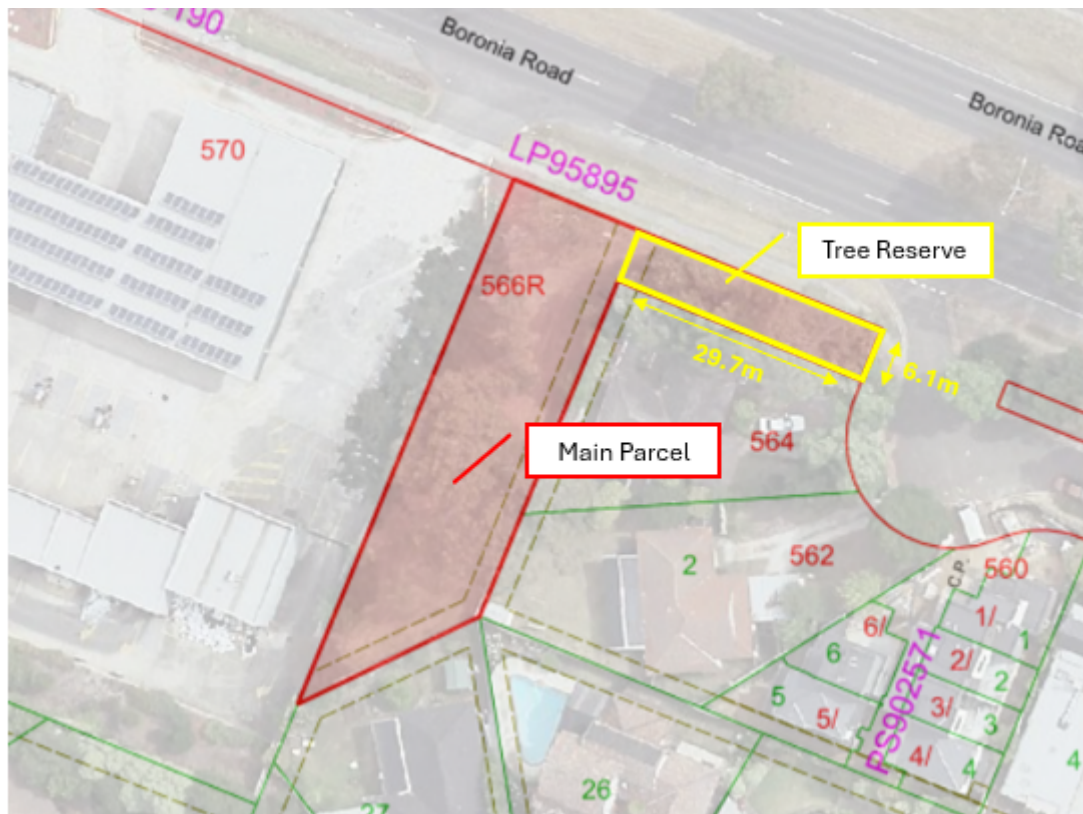 190
Boronia Road
Boronia Roa
570
LP95895
Tree Reserve
566R
29.7m
6.1m
Main Parcel
564
2
562
C.P.
560
6/
1/
1
6
2/
2
5
3/
3
5/
PS902571
4/
4
4
26
27